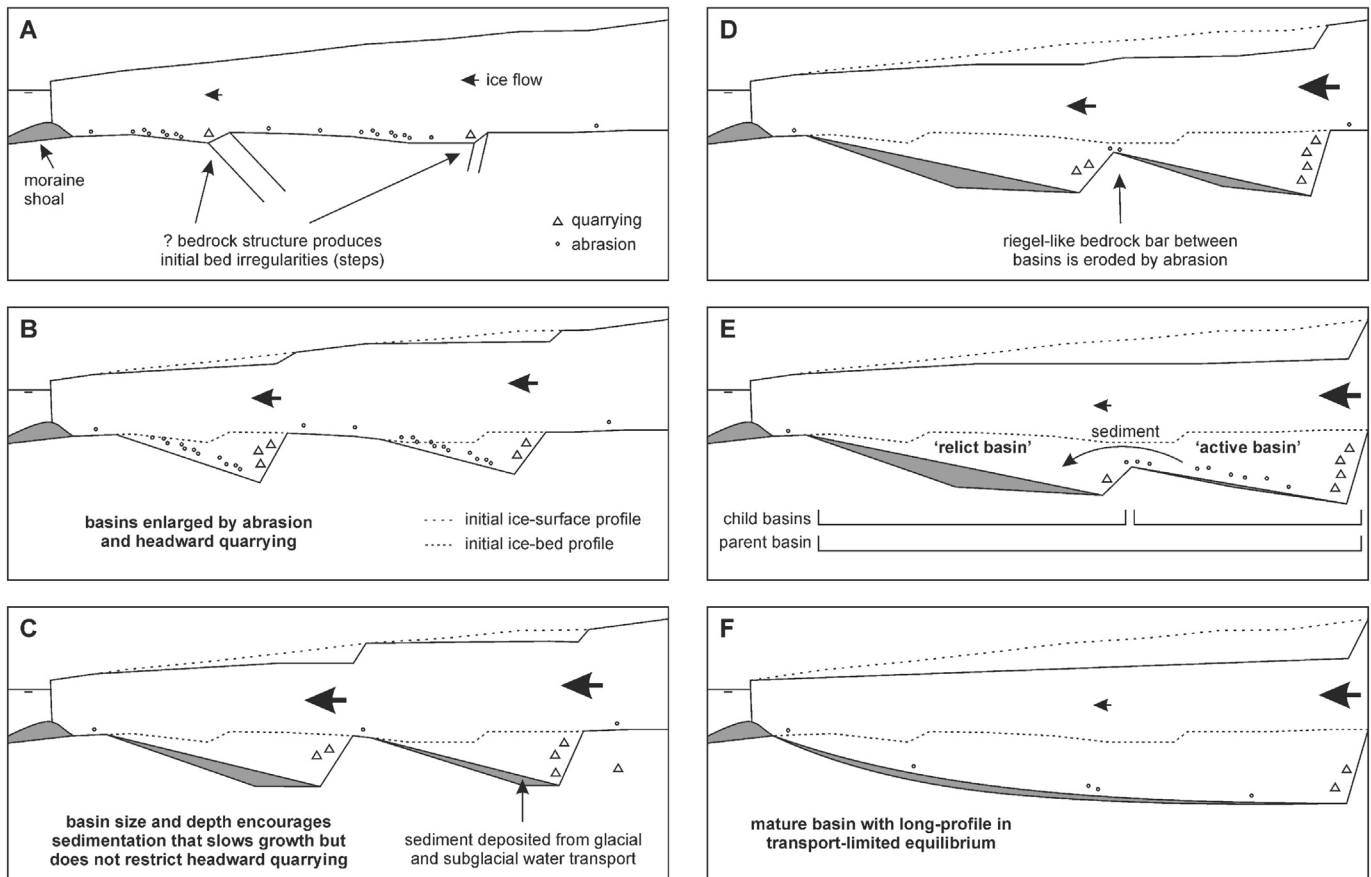 A
ice flow
moraine
shoal
? bedrock structure produces
initial bed irregularities (steps)
quarrying
abrasion
B
basins enlarged by abrasion
and headward quarrying
initial ice-surface profile
initial ice-bed profile
C
basin size and depth encourages
sedimentation that slows growth but
does not restrict headward quarrying
sediment deposited from glacial
and subglacial water transport
D
riegel-like bedrock bar between
basins is eroded by abrasion
E
sediment
'relict basin'
'active basin'
child basins
parent basin
F
mature basin with long-profile in
transport-limited equilibrium